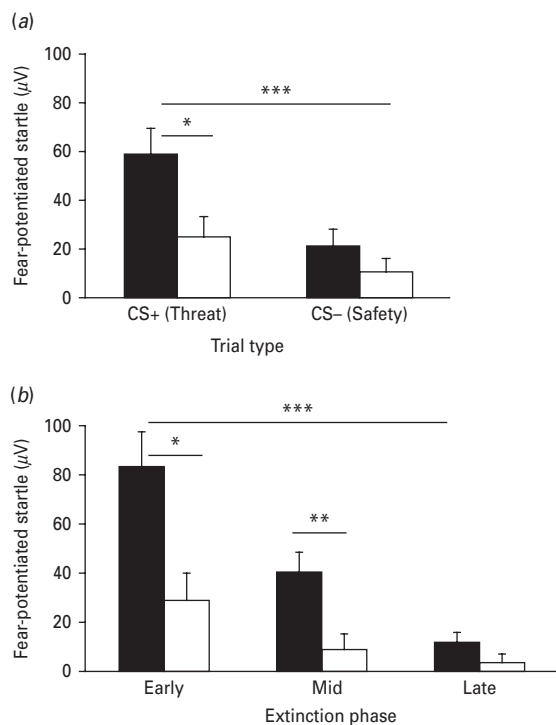 (a)
100
80
60
40
20
0
Fear-potentiated startle (μV)
***
*
CS+ (Threat) CS– (Safety)
Trial type
(b)
100
80
60
40
20
0
Fear-potentiated startle (μV)
***
*
**
Early Mid Late
Extinction phase